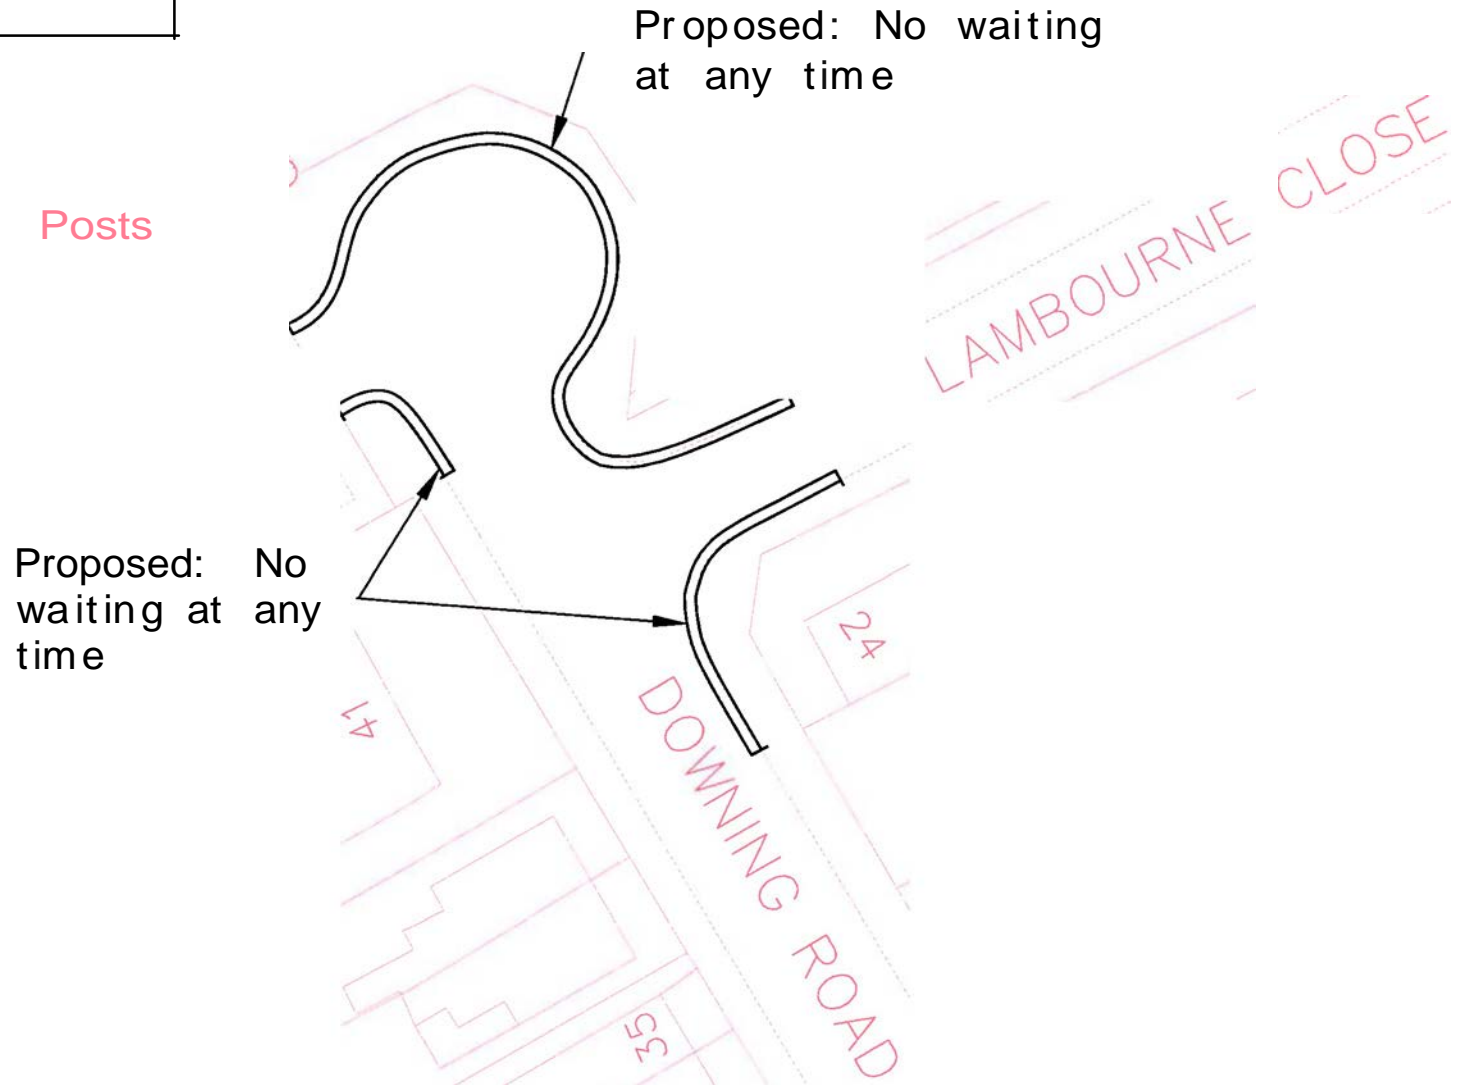 Proposed: No waiting
at any time
Posts
LAMBOURNE CLOSE
Proposed: No
waiting at any
time
24
41
DOWNING ROAD
35